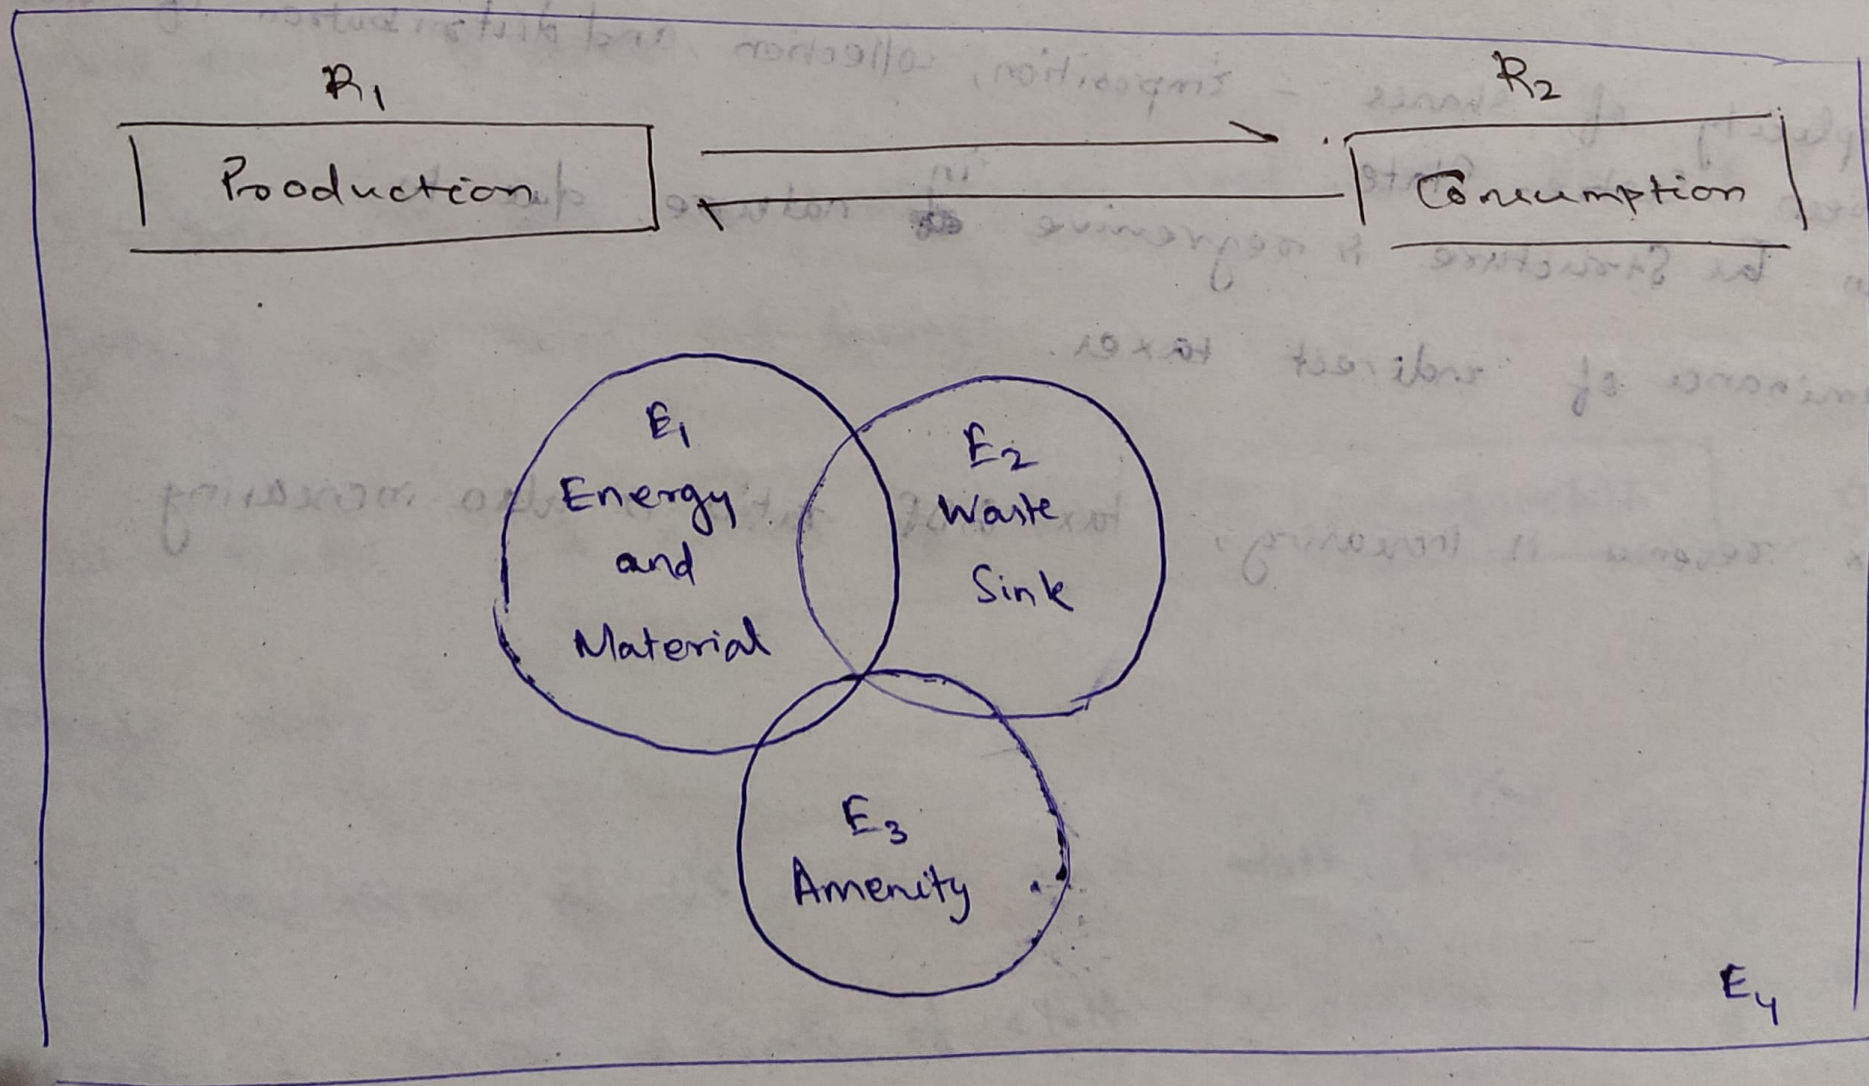 R1
R2
Production
Consumption
E1
Energy
and
Material
E2
Waste
Sink
E3
Amenity
E4